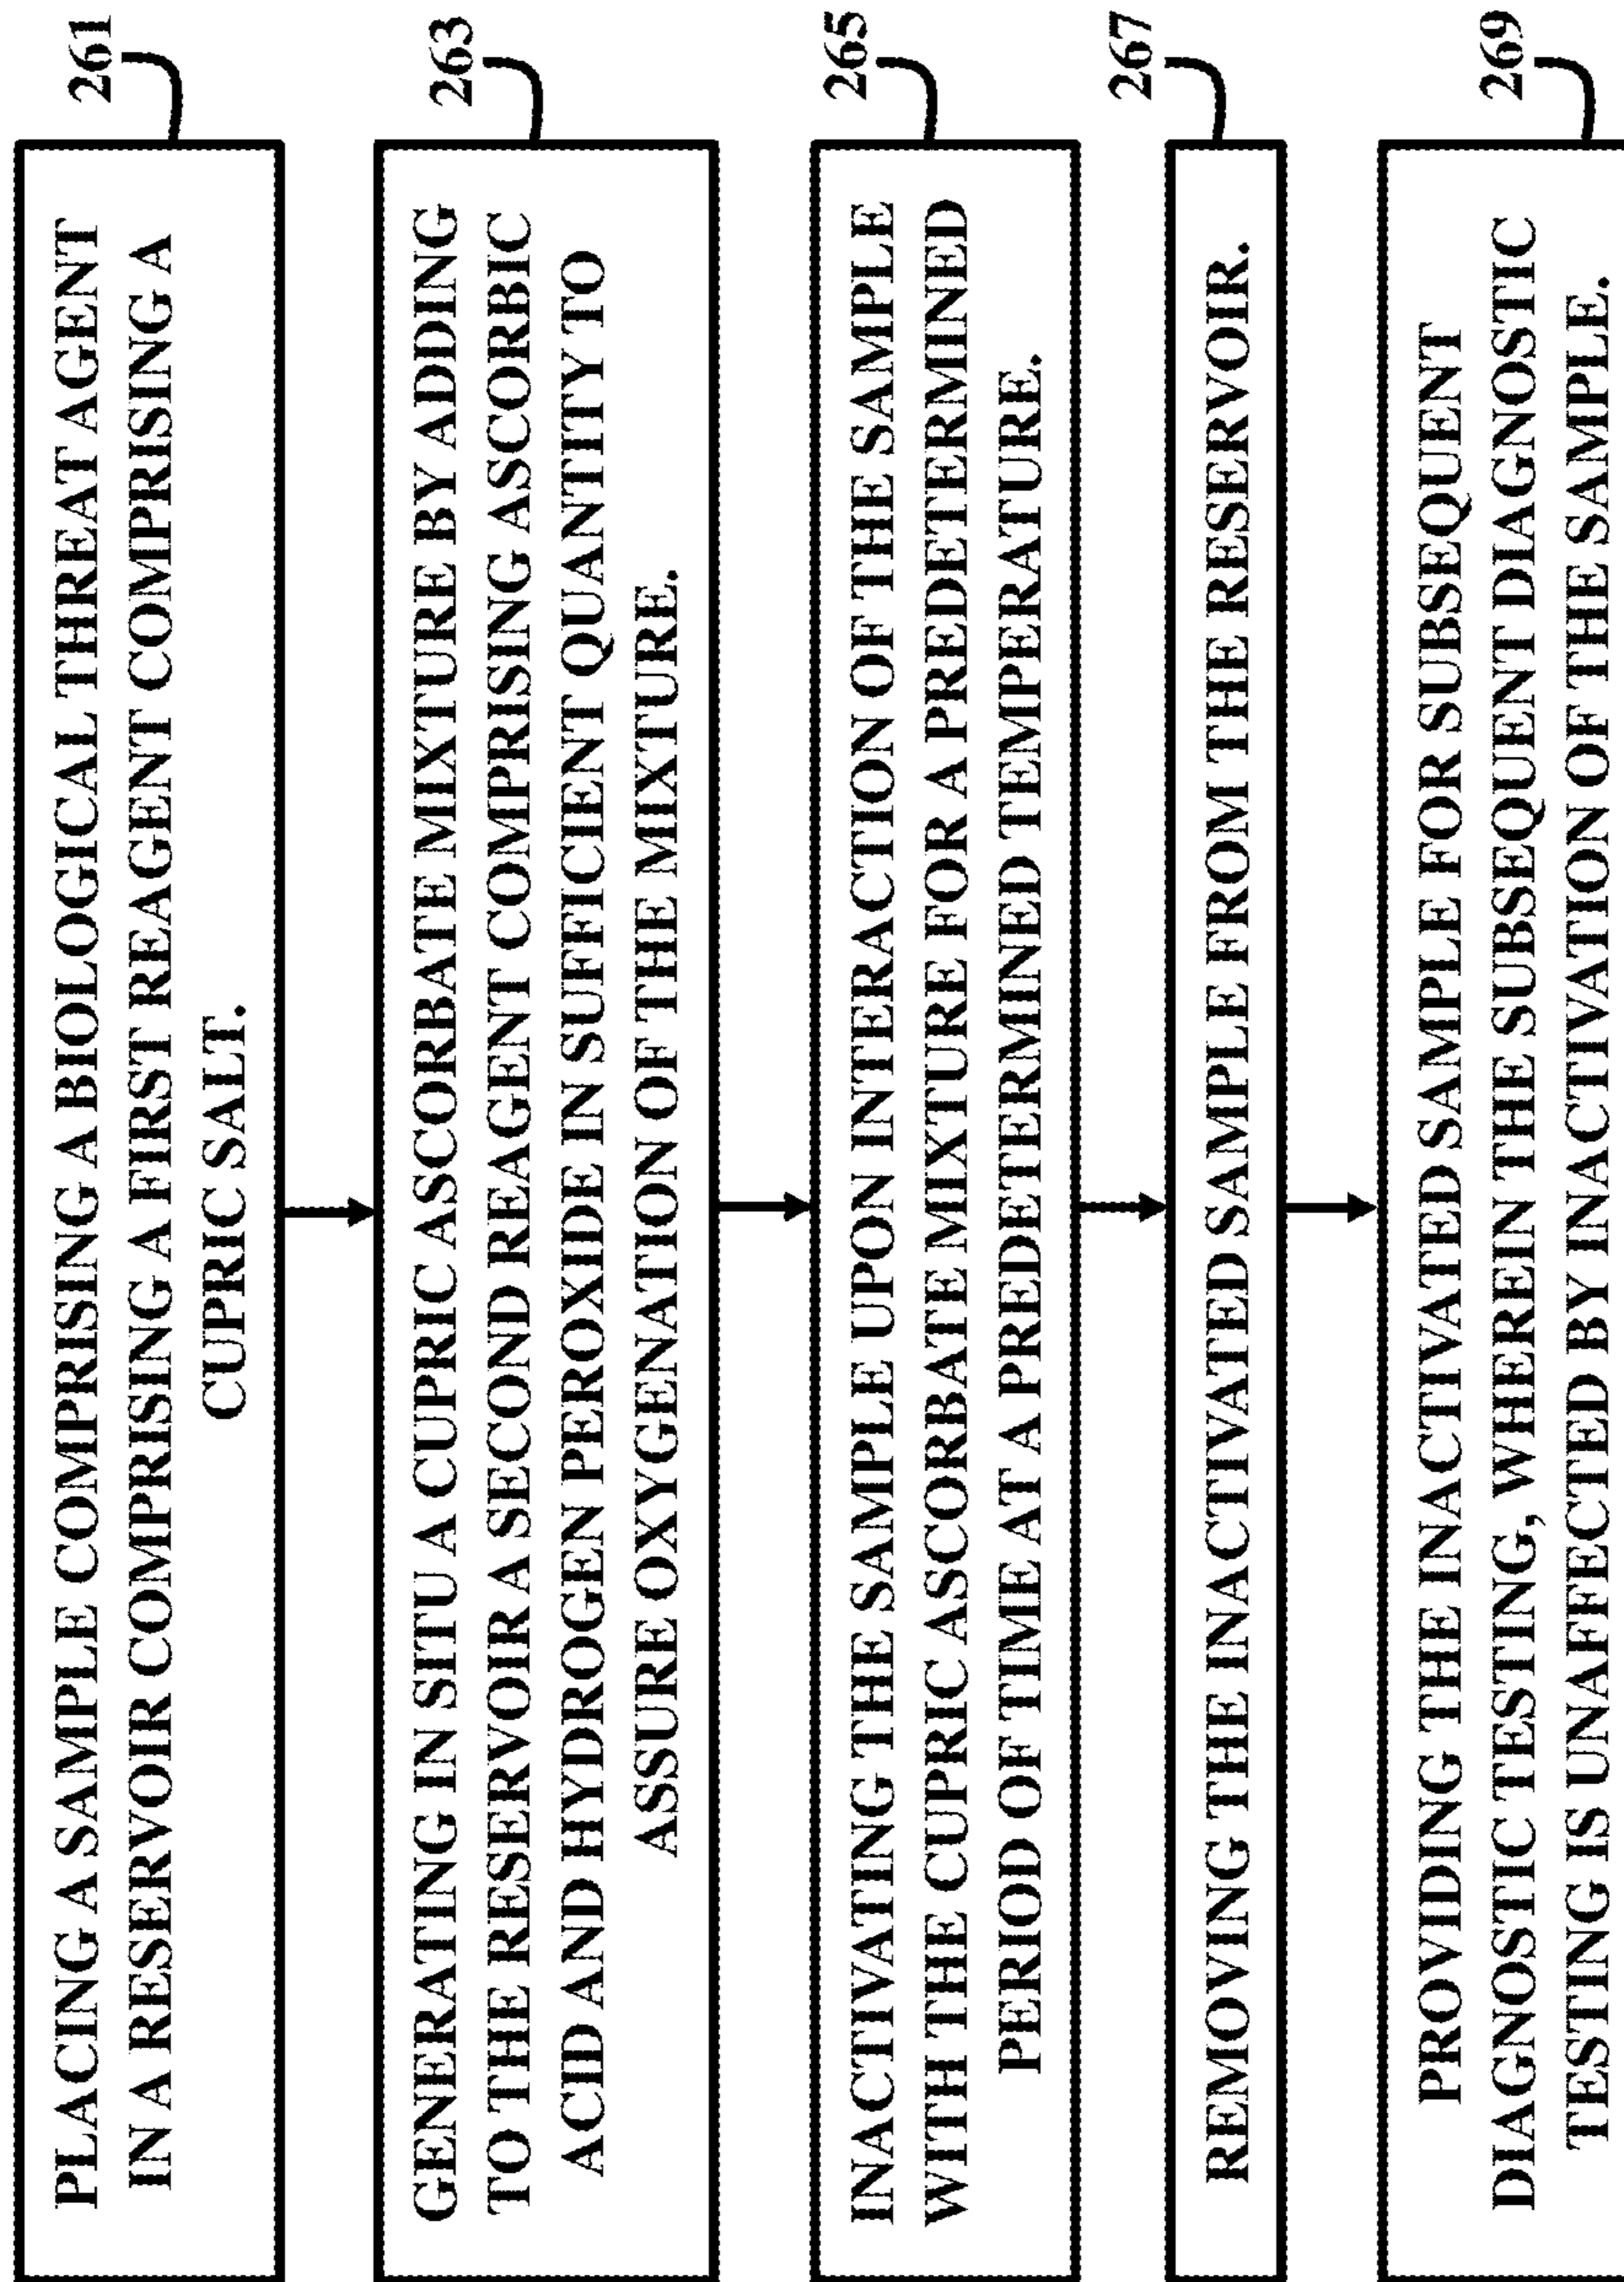 PLACING A SAMPLE COMPRISING A BIOLOGICAL THREAT AGENT
IN A RESERVOIR COMPRISING A FIRST REAGENT COMPRISING A
CUPRIC SALT.
261
GENERATING IN SITU A CUPRIC ASCORBATE MIXTURE BY ADDING
TO THE RESERVOIR A SECOND REAGENT COMPRISING ASCORBIC
ACID AND HYDROGEN PEROXIDE IN SUFFICIENT QUANTITY TO
ASSURE OXYGENATION OF THE MIXTURE.
263
INACTIVATING THE SAMPLE UPON INTERACTION OF THE SAMPLE
WITH THE CUPRIC ASCORBATE MIXTURE FOR A PREDETERMINED
PERIOD OF TIME AT A PREDETERMINED TEMPERATURE.
265
REMOVING THE INACTIVATED SAMPLE FROM THE RESERVOIR.
267
PROVIDING THE INACTIVATED SAMPLE FOR SUBSEQUENT
DIAGNOSTIC TESTING, WHEREIN THE SUBSEQUENT DIAGNOSTIC
TESTING IS UNAFFECTED BY INACTIVATION OF THE SAMPLE.
269